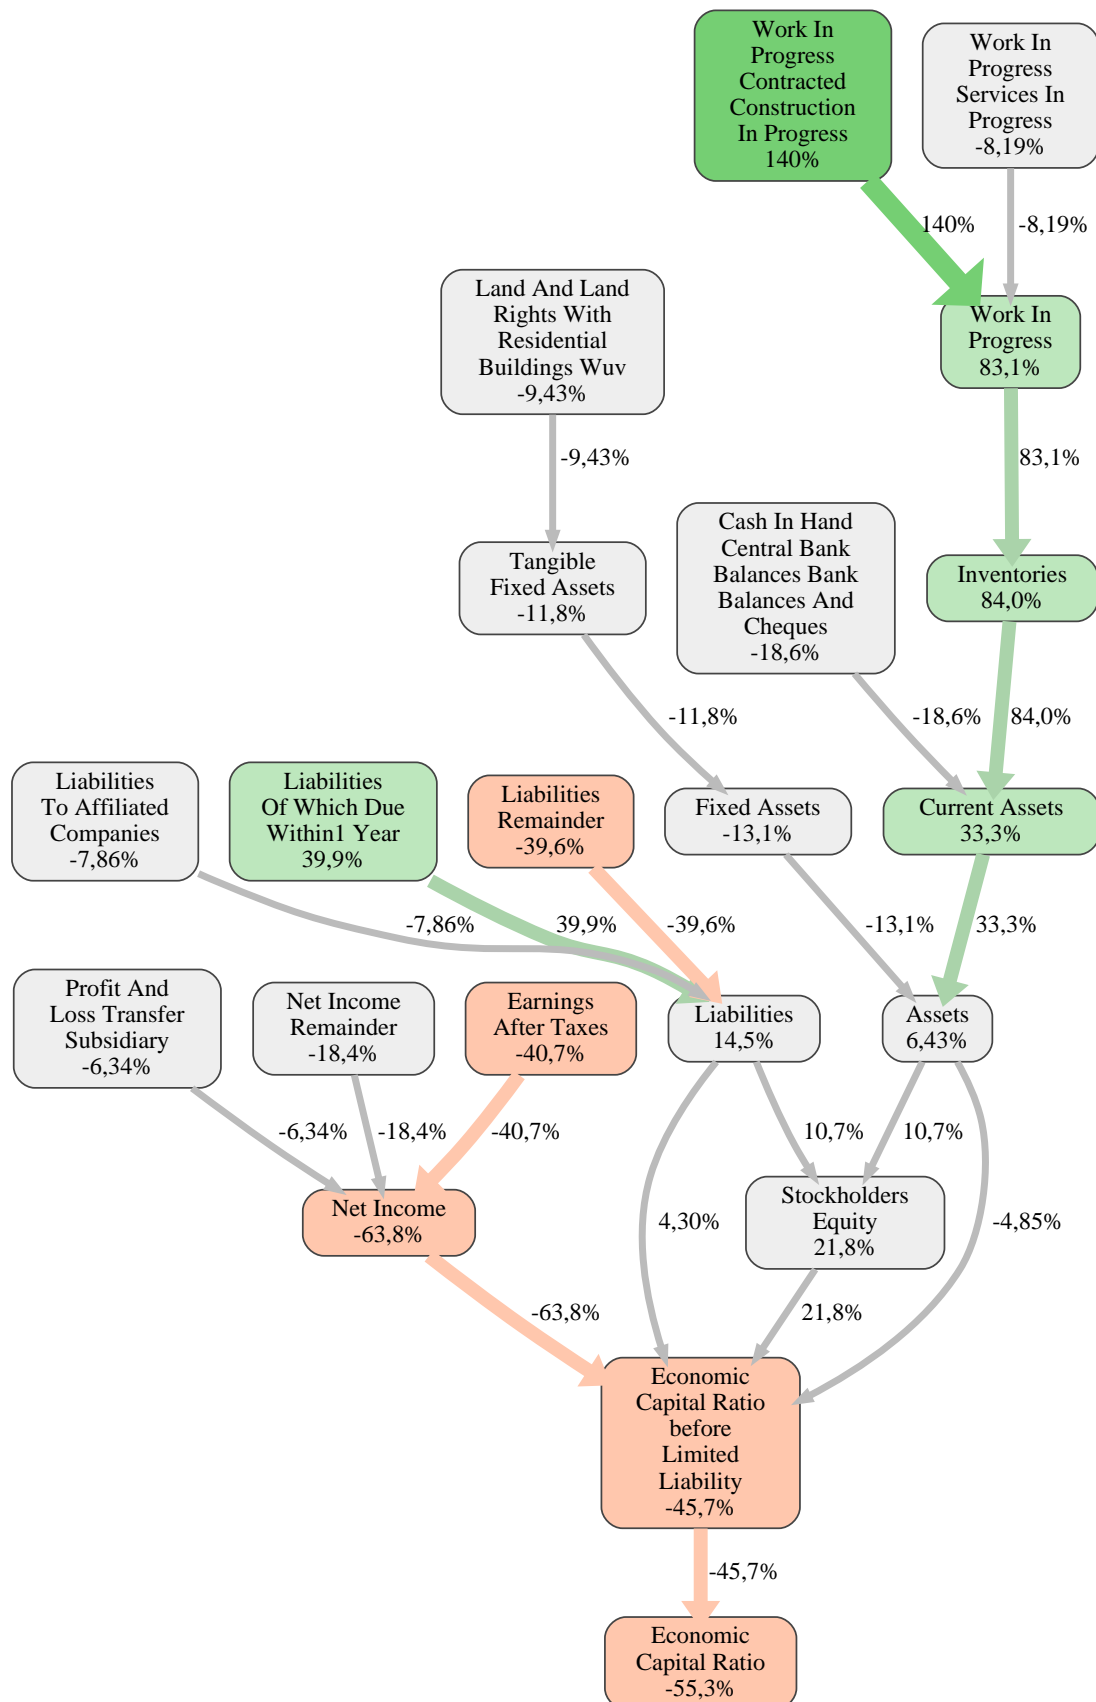 Work In
Progress
Contracted
Construction
In Progress
140%
Work In
Progress
Services In
Progress
-8,19%
140%
-8,19%
Land And Land
Rights With
Residential
Buildings Wuv
-9,43%
Work In
Progress
83,1%
-9,43%
83,1%
Cash In Hand
Central Bank
Balances Bank
Balances And
Cheques
-18,6%
Tangible
Fixed Assets
-11,8%
Inventories
84,0%
-11,8%
-18,6%
84,0%
Liabilities
To Affiliated
Companies
-7,86%
Liabilities
Of Which Due
Within1 Year
39,9%
Liabilities
Remainder
-39,6%
Fixed Assets
-13,1%
Current Assets
33,3%
-7,86%
39,9%
-39,6%
-13,1%
33,3%
Profit And
Loss Transfer
Subsidiary
-6,34%
Net Income
Remainder
-18,4%
Earnings
After Taxes
-40,7%
Liabilities
14,5%
Assets
6,43%
-6,34%
-18,4%
-40,7%
10,7%
10,7%
Net Income
-63,8%
4,30%
Stockholders
Equity
21,8%
-4,85%
-63,8%
21,8%
Economic
Capital Ratio
before
Limited
Liability
-45,7%
-45,7%
Economic
Capital Ratio
-55,3%